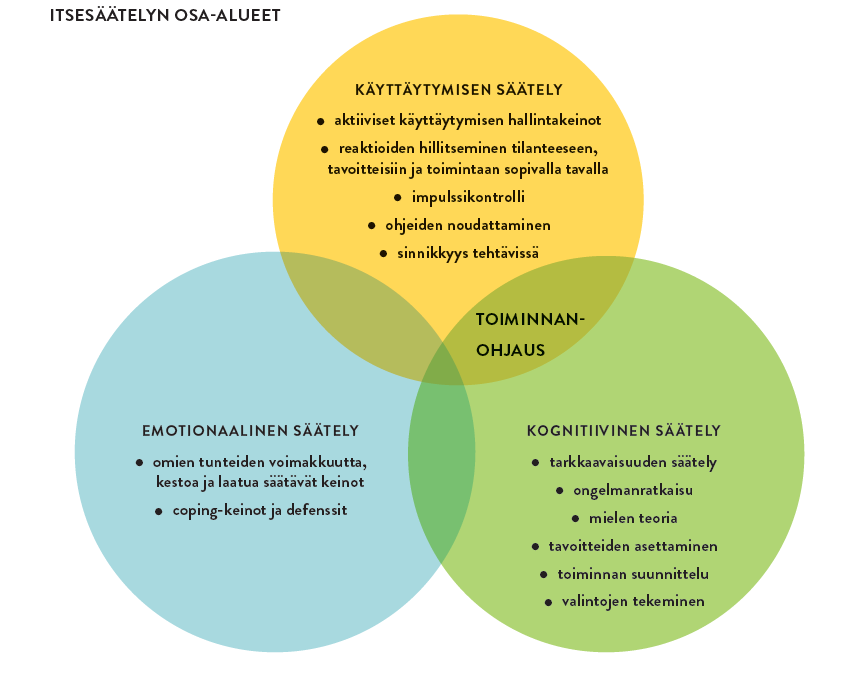 ITSESÄÄTELYN OSA-ALUEET
KÄYTTÄYTYMISEN SÄÄTELY
● aktiiviset käyttäytymisen hallintakeinot
● reaktioiden hillitseminen tilanteeseen,
tavoitteisiin ja toimintaan sopivalla tavalla
● impulssikontrolli
● ohjeiden noudattaminen
● sinnikkyys tehtävissä
TOIMINNAN-
OHJAUS
EMOTIONAALINEN SÄÄTELY
● omien tunteiden voimakkuutta,
kestoa ja laatua säätävät keinot
● coping-keinot ja defenssit
KOGNITIIVINEN SÄÄTELY
● tarkkaavaisuuden säätely
● ongelmanratkaisu
● mielen teoria
● tavoitteiden asettaminen
● toiminnan suunnittelu
● valintojen tekeminen